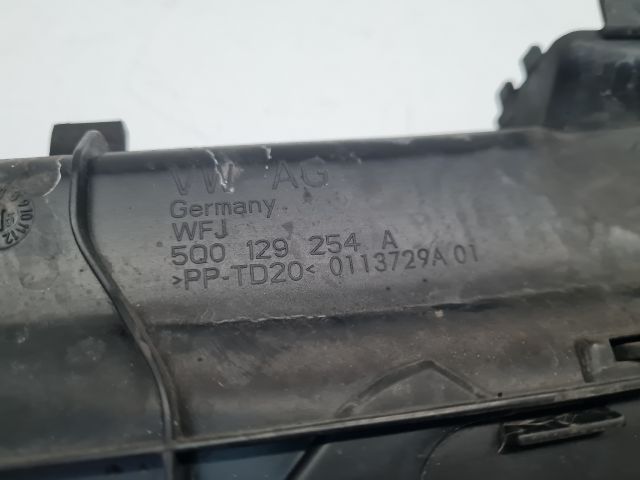 VW AG
Germany
WFJ
5Q0 129 254 A
>PP-TD20< 0113729A 01